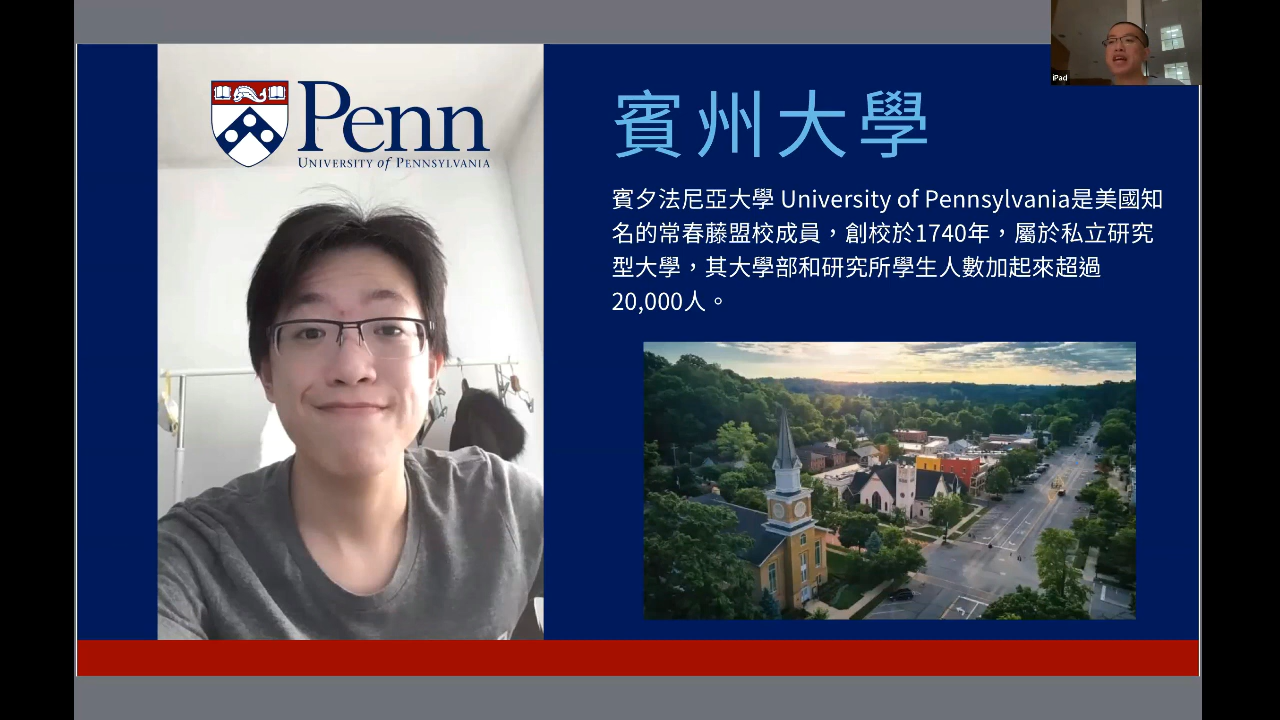 iPad
Penn
UNIVERSITY of PENNSYLVANIA
賓州大學
賓夕法尼亞大學 University of Pennsylvania是美國知
名的常春藤盟校成員，創校於1740年，屬於私立研究
型大學，其大學部和研究所學生人數加起來超過
20,000人。